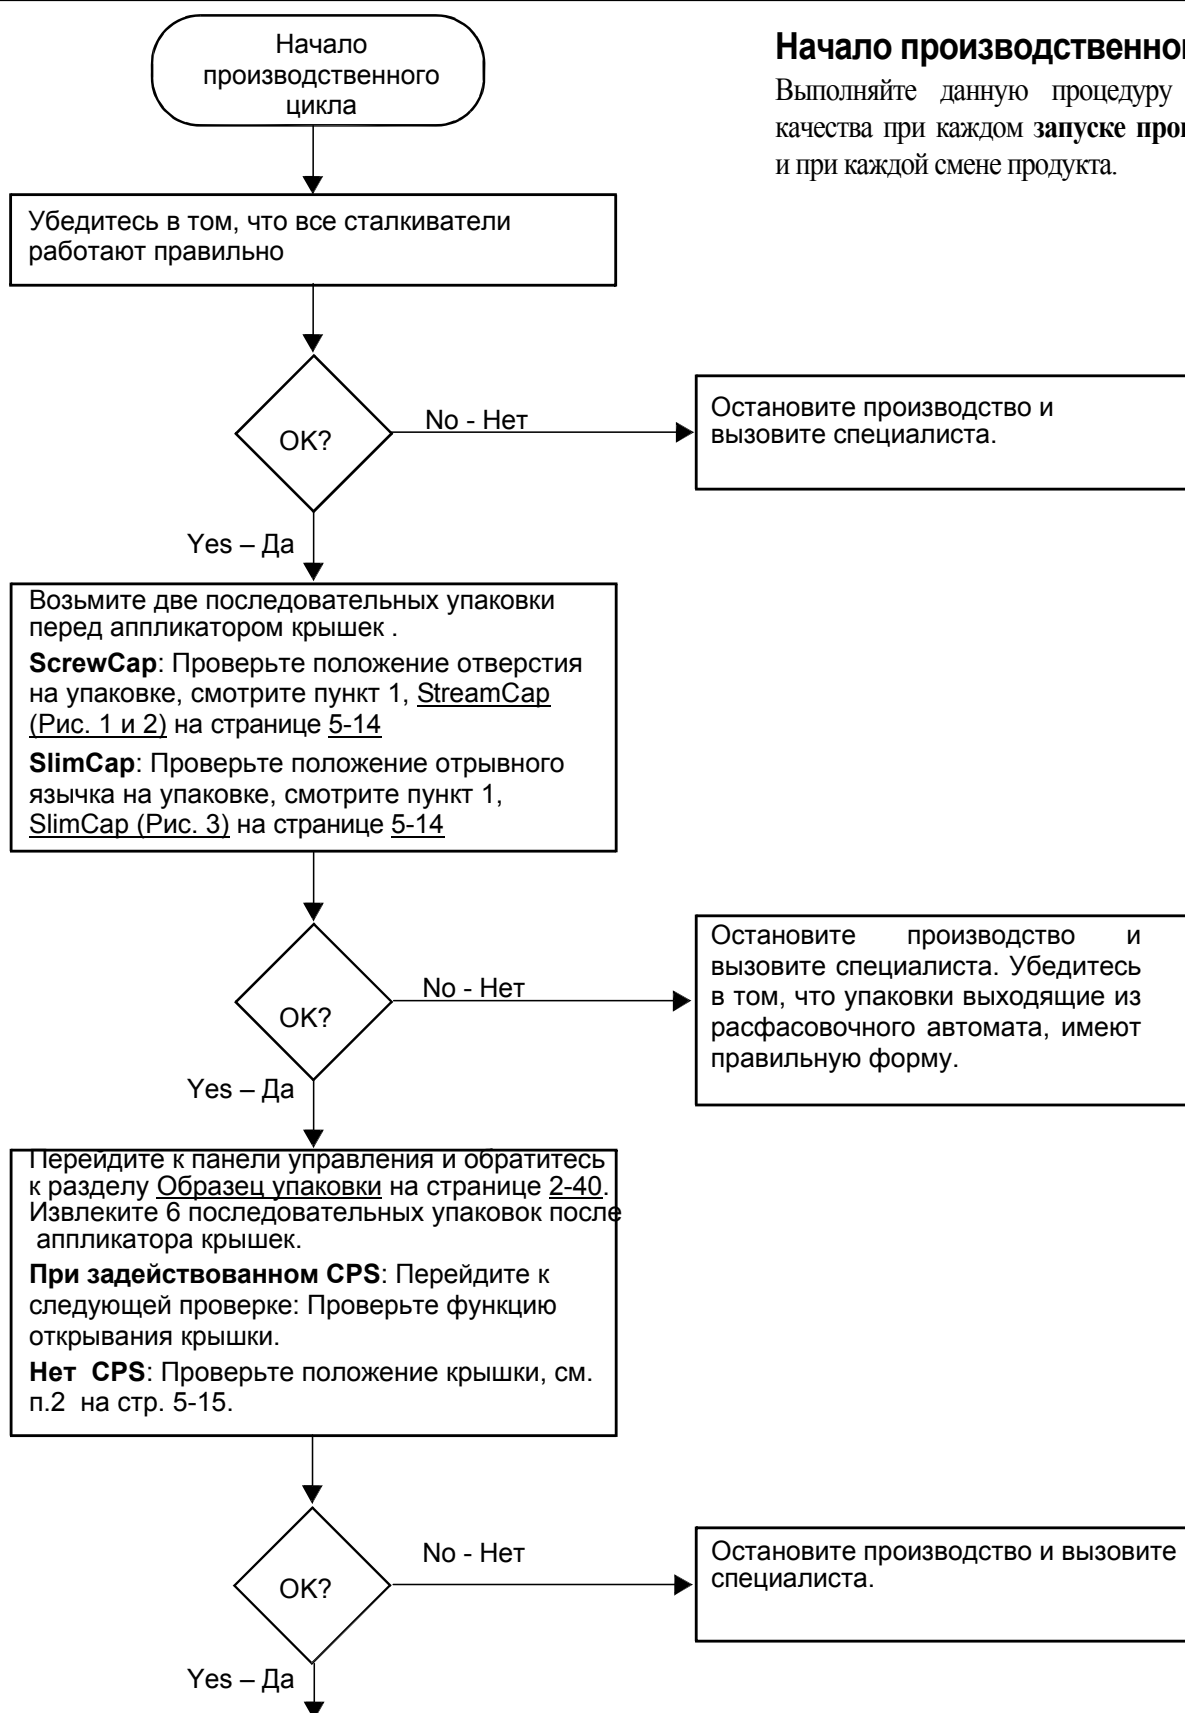 Начало
производственного
цикла
Выполняйте данную процедуру
качества при каждом запуске
и при каждой смене продукта.
Убедитесь в том, что все сталкиватели
работают правильно
OK?
No - Нет
Остановите производство и
вызовите специалиста.
Yes – Да
Возьмите две последовательных упаковки
перед аппликатором крышек .
ScrewCap: Проверьте положение отверстия
на упаковке, смотрите пункт 1, StreamCap
(Рис. 1 и 2) на странице 5-14
SlimCap: Проверьте положение отрывного
язычка на упаковке, смотрите пункт 1,
SlimCap (Рис. 3) на странице 5-14
OK?
No - Нет
Остановите производство и
вызовите специалиста. Убедитесь
в том, что упаковки выходящие из
расфасовочного автомата, имеют
правильную форму.
Yes – Да
Перейдите к панели управления и обратитесь
к разделу Образец упаковки на странице 2-40.
Извлеките 6 последовательных упаковок после
аппликатора крышек.
При задействованном CPS: Перейдите к
следующей проверке: Проверьте функцию
открывания крышки.
Нет CPS: Проверьте положение крышки, см.
п.2 на стр. 5-15.
OK?
No - Нет
Остановите производство и вызовите
специалиста.
Yes – Да